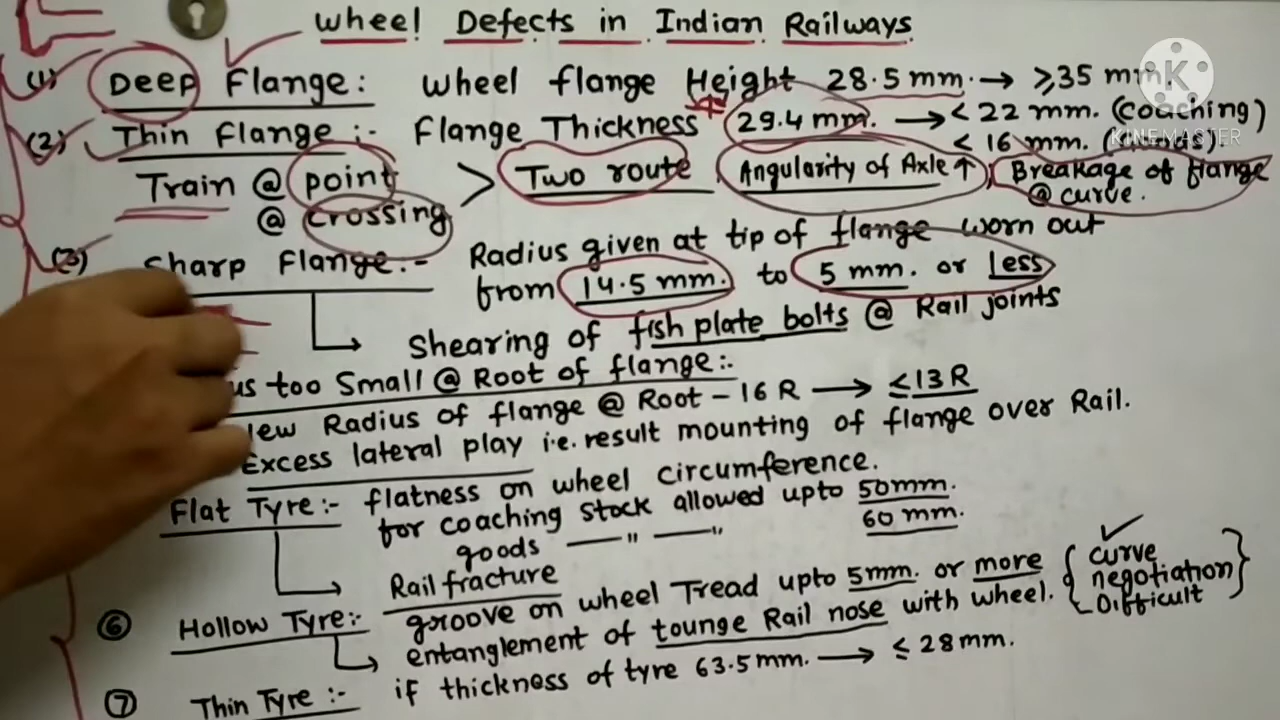 Wheel Defects in Indian Railways
(1) Deep Flange: Wheel flange Height 28.5 mm. → ≥35 mm
(2) Thin flange :- Flange Thickness 29.4 mm. → < 22 mm. (Coaching)
< 16 mm.
Train @ point > Two route Angularity of Axle ↑, Breakage of flange
@ crossing @ curve.
(3) Sharp Flange.- Radius given at tip of flange worn out
from 14.5 mm. to 5 mm. or less
Shearing of fish plate bolts @ Rail joints
us too Small @ Root of flange:-
New Radius of flange @ Root - 16 R → ≤13 R
Excess lateral play i.e. result mounting of flange over Rail.
Flat Tyre:- flatness on wheel circumference.
for coaching stock allowed upto 50mm.
goods —"— —"— 60 mm.
Rail fracture
⑥ Hollow Tyre:- groove on wheel Tread upto 5mm. or more { curve negotiation Difficult }
entanglement of tounge Rail nose with wheel.
⑦ Thin Tyre :- if thickness of tyre 63.5mm. → ≤ 28 mm.
K
KINEMASTER